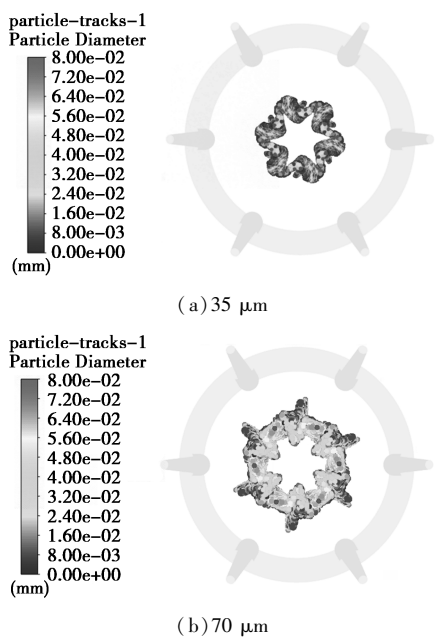 particle-tracks-1
Particle Diameter
8.00e-02
7.20e-02
6.40e-02
5.60e-02
4.80e-02
4.00e-02
3.20e-02
2.40e-02
1.60e-02
8.00e-03
0.00e+00
(mm)
(a)35 μm
particle-tracks-1
Particle Diameter
8.00e-02
7.20e-02
6.40e-02
5.60e-02
4.80e-02
4.00e-02
3.20e-02
2.40e-02
1.60e-02
8.00e-03
0.00e+00
(mm)
(b)70 μm